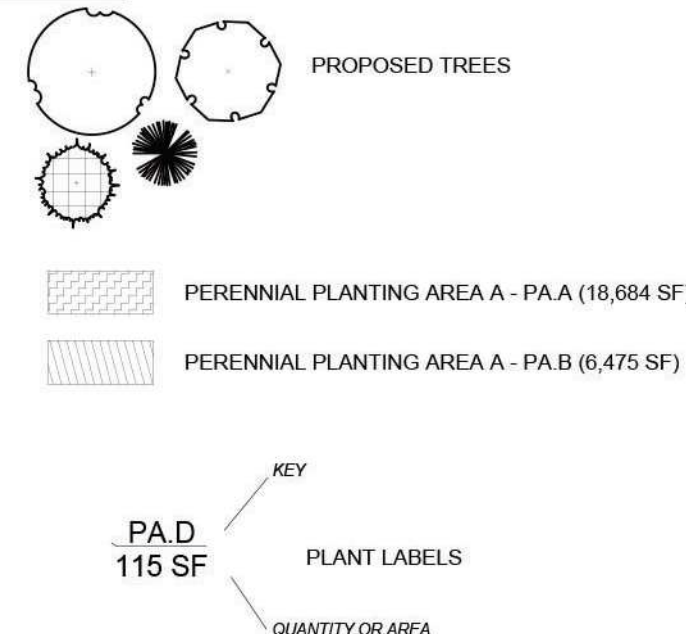 PROPOSED TREES
PERENNIAL PLANTING AREA A - PA.A (18,684 SF)
PERENNIAL PLANTING AREA A - PA.B (6,475 SF)
KEY
PA.D
115 SF
PLANT LABELS
QUANTITY OR AREA